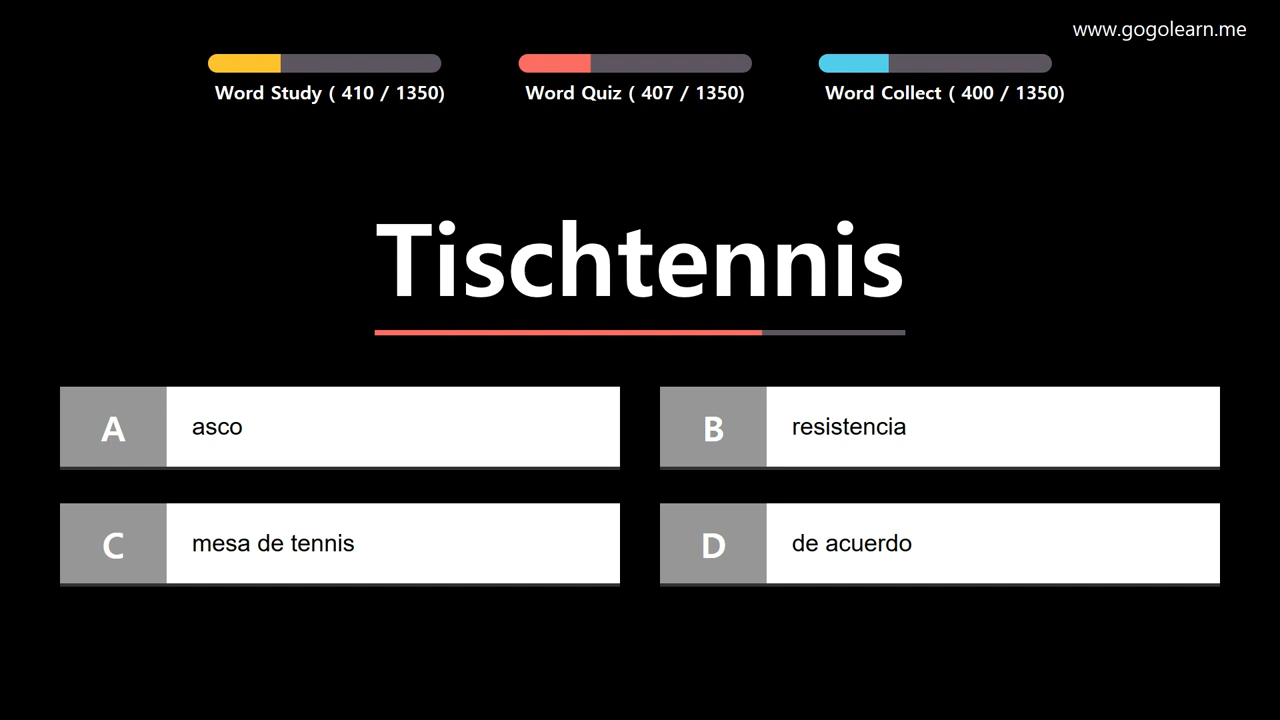 www.gogolearn.me
Word Study ( 410 / 1350)
Word Quiz ( 407 / 1350)
Word Collect ( 400 / 1350)
Tischtennis
A asco
B resistencia
C mesa de tennis
D de acuerdo